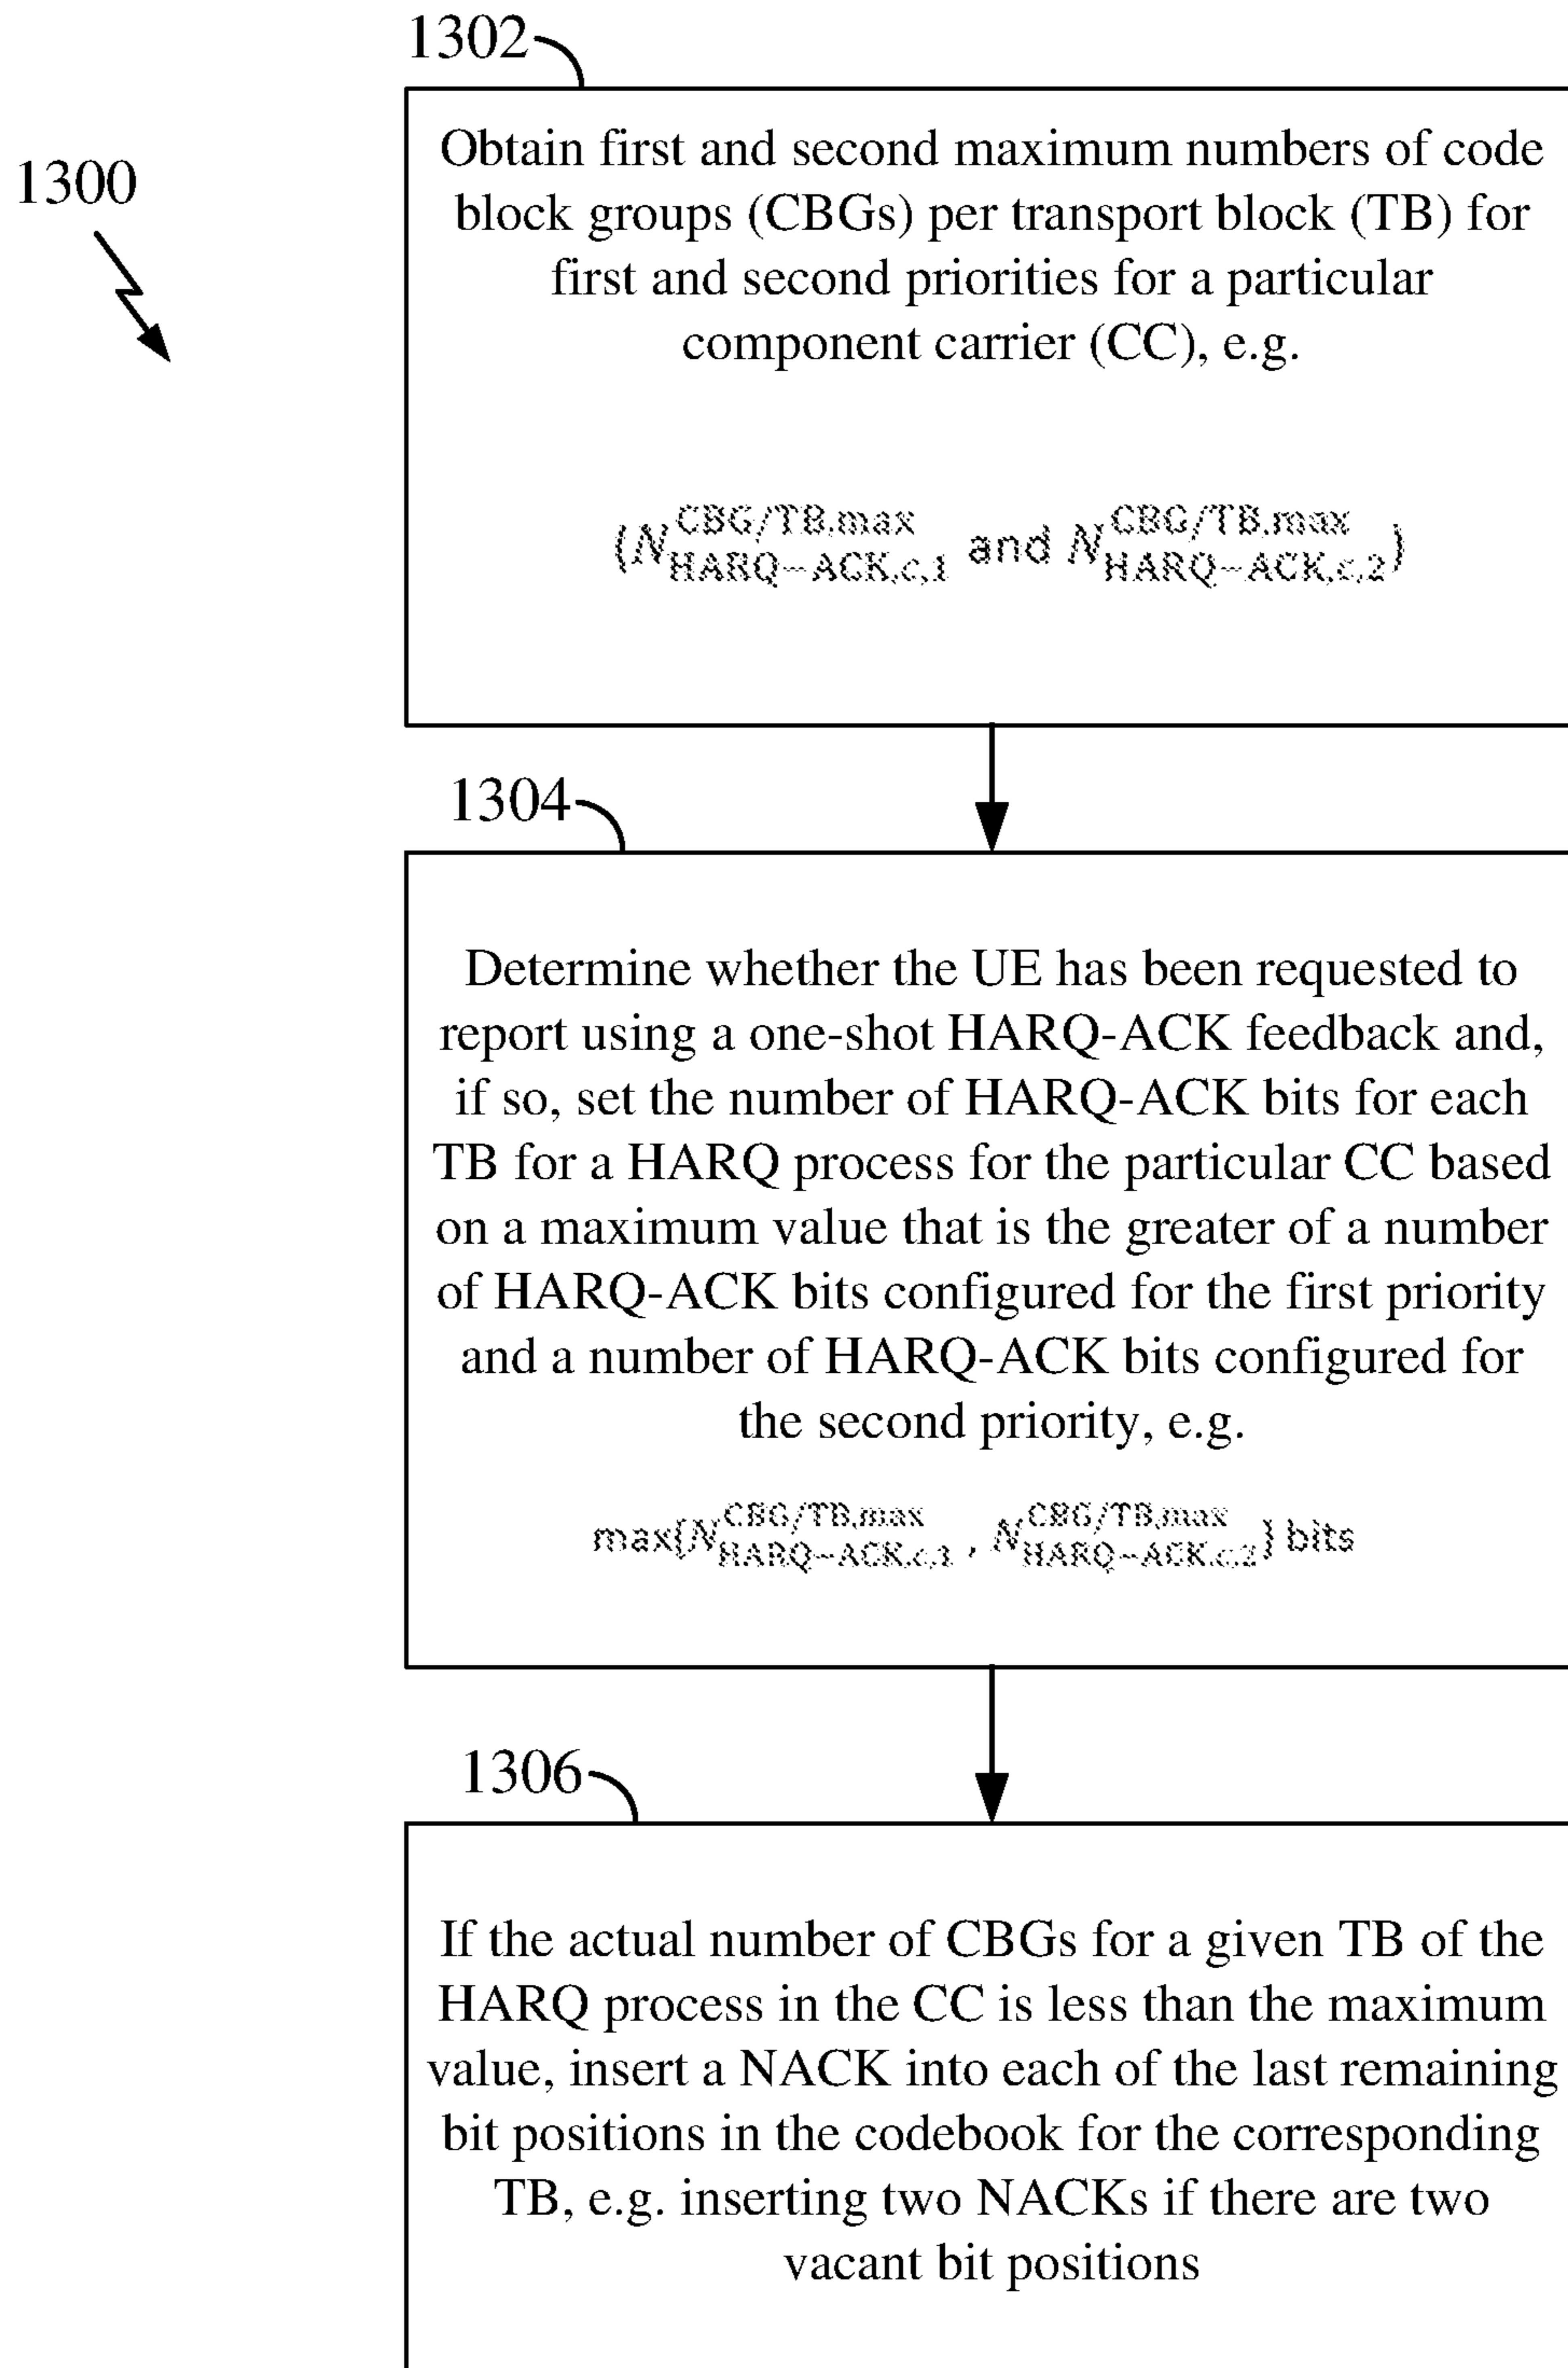 1302
1300
Obtain first and second maximum numbers of code
block groups (CBGs) per transport block (TB) for
first and second priorities for a particular
component carrier (CC), e.g.
(N^{CBG/TB,max}_{HARQ−ACK,c,1} and N^{CBG/TB,max}_{HARQ−ACK,c,2})
1304
Determine whether the UE has been requested to
report using a one-shot HARQ-ACK feedback and,
if so, set the number of HARQ-ACK bits for each
TB for a HARQ process for the particular CC based
on a maximum value that is the greater of a number
of HARQ-ACK bits configured for the first priority
and a number of HARQ-ACK bits configured for
the second priority, e.g.
max{N^{CBG/TB,max}_{HARQ−ACK,c,1} , N^{CBG/TB,max}_{HARQ−ACK,c,2}} bits
1306
If the actual number of CBGs for a given TB of the
HARQ process in the CC is less than the maximum
value, insert a NACK into each of the last remaining
bit positions in the codebook for the corresponding
TB, e.g. inserting two NACKs if there are two
vacant bit positions